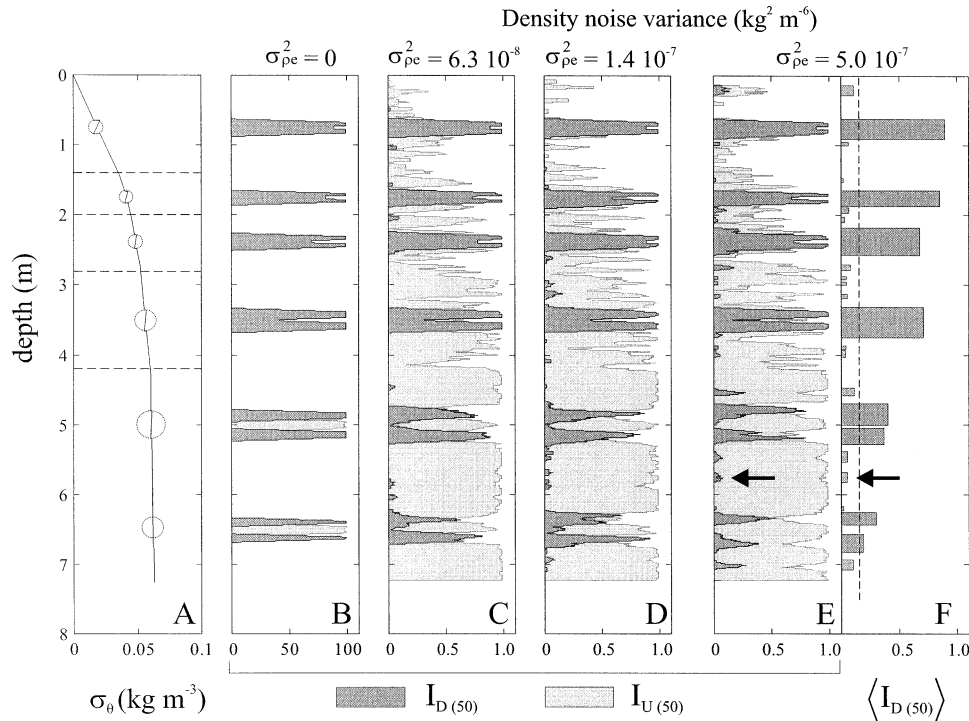 Density noise variance (kg² m⁻⁶)
σ²ρe = 0
σ²ρe = 6.3 10⁻⁸
σ²ρe = 1.4 10⁻⁷
σ²ρe = 5.0 10⁻⁷
depth (m)
0
1
2
3
4
5
6
7
8
A
B
C
D
E
F
0 0.05 0.1
0 50 100
0.0 0.5 1.0
0.0 0.5 1.0
0.0 0.5 1.0
0.5 1.0
σθ (kg m⁻³)
I D (50)
I U (50)
⟨I D (50)⟩